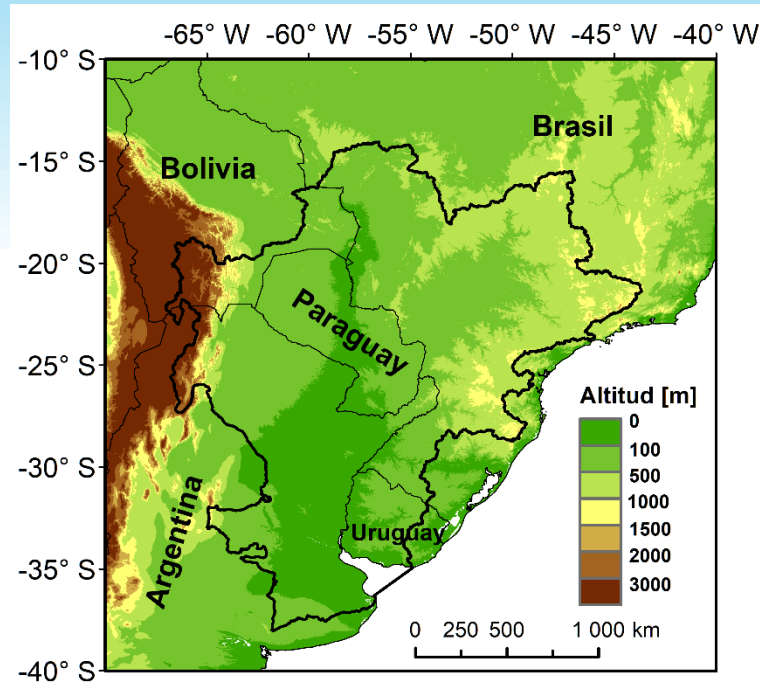 -65° W -60° W -55° W -50° W -45° W -40° W
-10° S
Brasil
-15° S
Bolivia
-20° S
Paraguay
-25° S
Altitud [m]
0
100
500
1000
1500
2000
3000
-30° S
Argentina
Uruguay
-35° S
0 250 500 1 000 km
-40° S